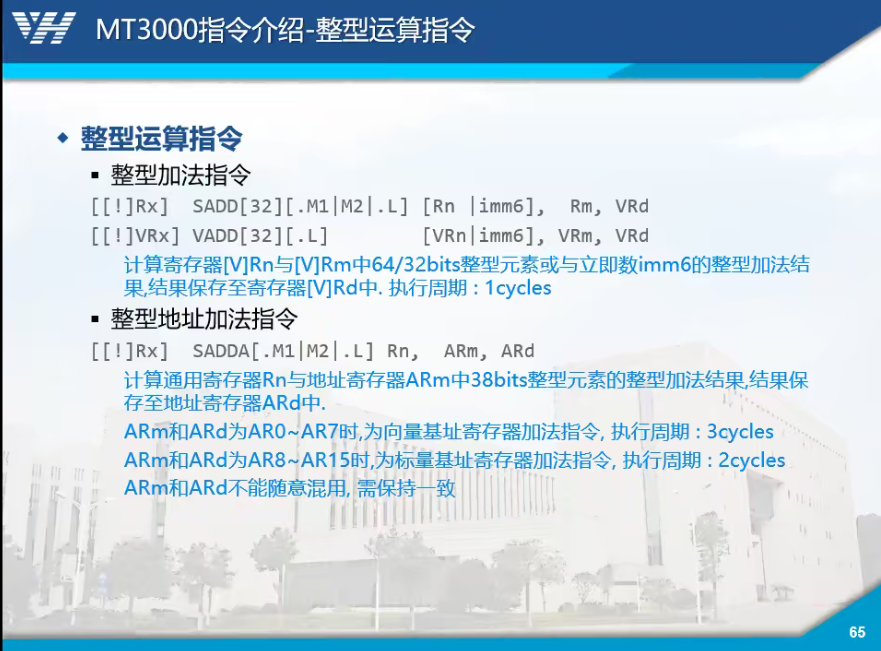 MT3000指令介绍-整型运算指令
整型运算指令
整型加法指令
[[!]Rx] SADD[32][.M1|M2|.L] [Rn |imm6], Rm, VRd
[[!]VRx] VADD[32][.L] [VRn|imm6], VRm, VRd
计算寄存器[V]Rn与[V]Rm中64/32bits整型元素或与立即数imm6的整型加法结
果,结果保存至寄存器[V]Rd中. 执行周期 : 1cycles
整型地址加法指令
[[!]Rx] SADDA[.M1|M2|.L] Rn, ARm, ARd
计算通用寄存器Rn与地址寄存器ARm中38bits整型元素的整型加法结果,结果保
存至地址寄存器ARd中.
ARm和ARd为AR0~AR7时,为向量基址寄存器加法指令, 执行周期 : 3cycles
ARm和ARd为AR8~AR15时,为标量基址寄存器加法指令, 执行周期 : 2cycles
ARm和ARd不能随意混用, 需保持一致
65